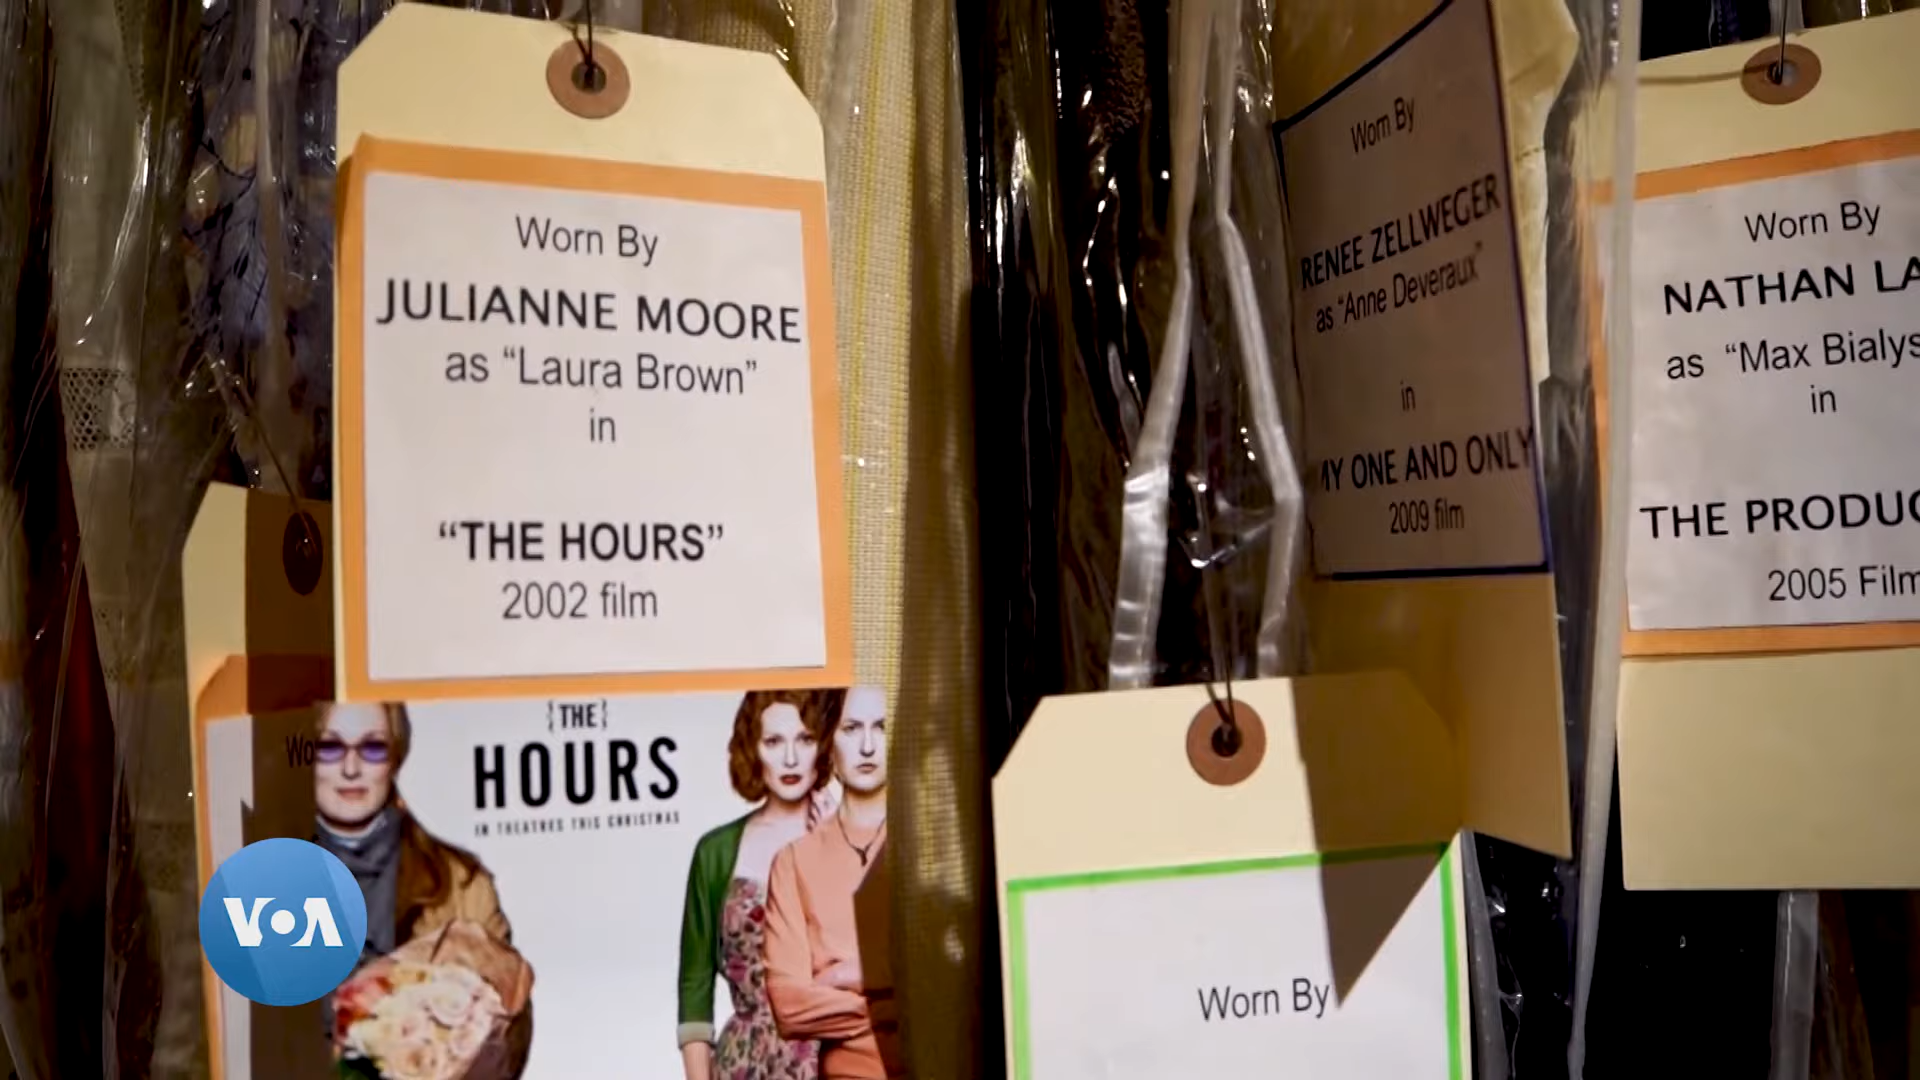 Worn By
JULIANNE MOORE
as “Laura Brown”
in
“THE HOURS”
2002 film
{THE}
HOURS
IN THEATRES THIS CHRISTMAS
Worn By
RENEE ZELLWEGER
as “Anne Deveraux”
in
MY ONE AND ONLY
2009 film
Worn By
NATHAN LA
as “Max Bialys
in
THE PRODUC
2005 Film
Wo
Worn By
VOA